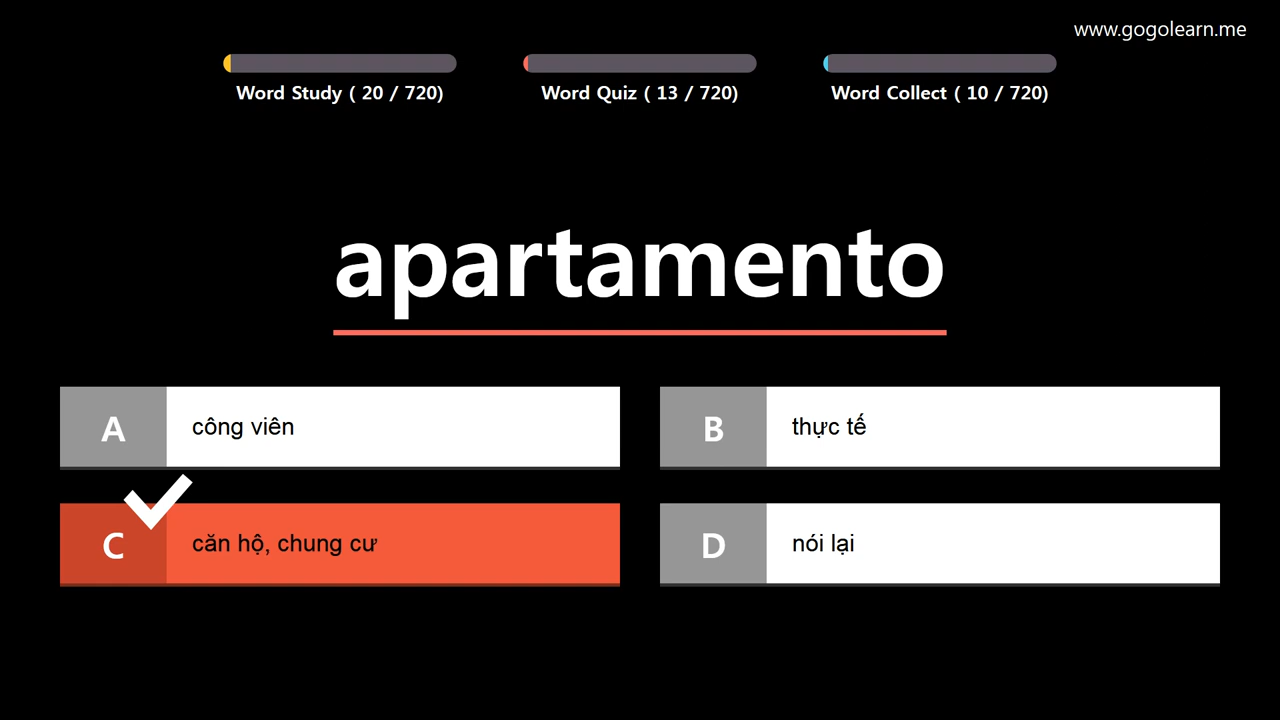 www.gogolearn.me
Word Study ( 20 / 720)
Word Quiz ( 13 / 720)
Word Collect ( 10 / 720)
apartamento
A
công viên
B
thực tế
C
căn hộ, chung cư
D
nói lại